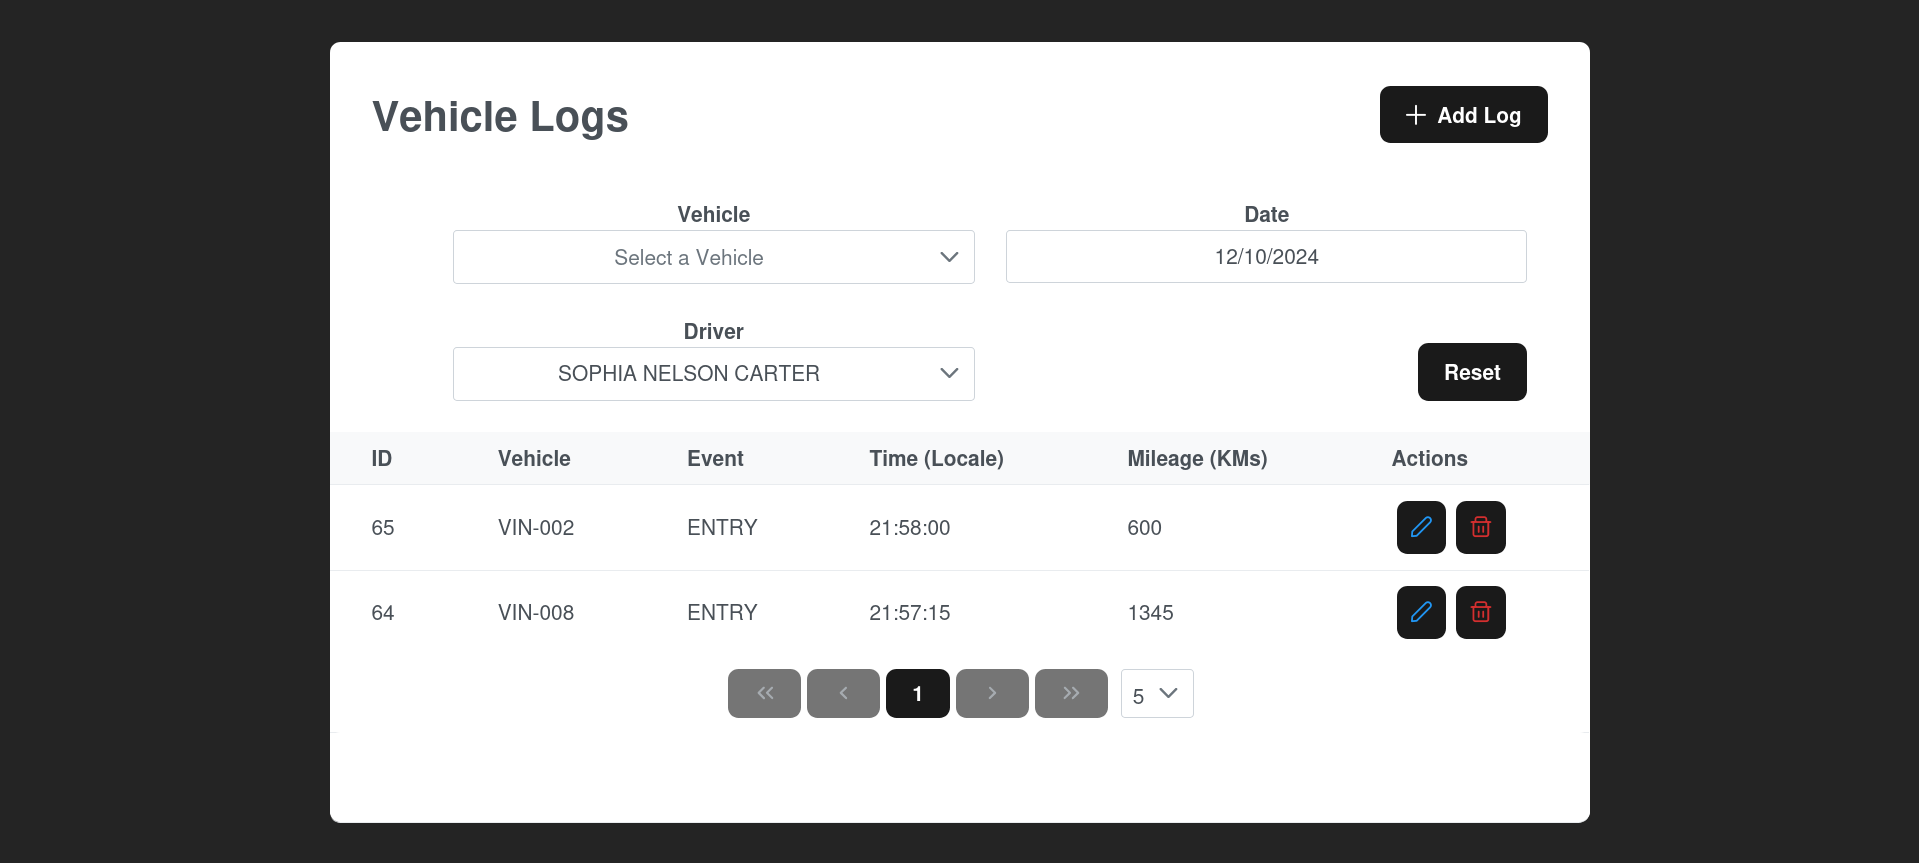 Vehicle Logs
Add Log
Vehicle
Date
Select a Vehicle
12/10/2024
Driver
SOPHIA NELSON CARTER
Reset
ID Vehicle Event Time (Locale) Mileage (KMs) Actions
65 VIN-002 ENTRY 21:58:00 600
64 VIN-008 ENTRY 21:57:15 1345
1
5